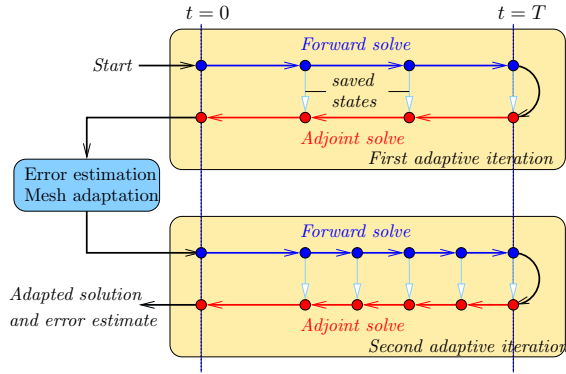 t = 0
t = T
Forward solve
Start
saved
states
Adjoint solve
First adaptive iteration
Error estimation
Mesh adaptation
Forward solve
Adapted solution
and error estimate
Adjoint solve
Second adaptive iteration